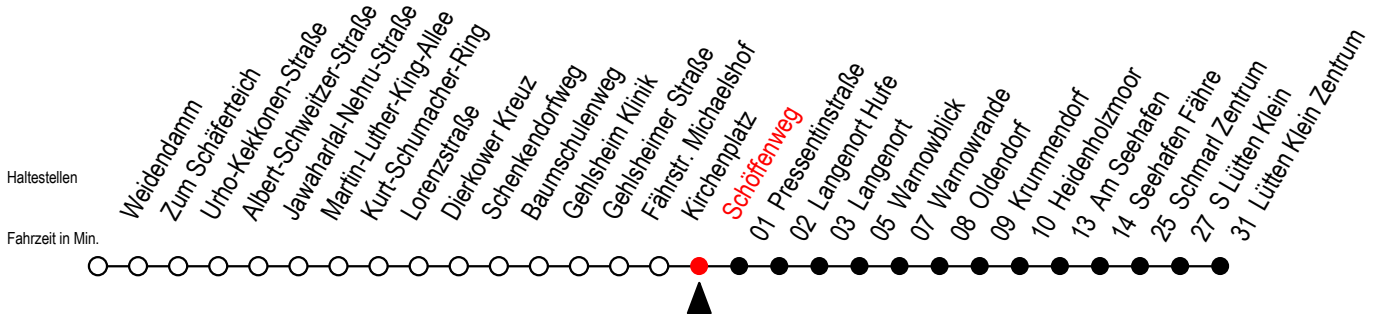 Haltestellen
Fahrzeit in Min.
Weidendamm
Zum Schäferteich
Urho-Kekkonen-Straße
Albert-Schweitzer-Straße
Jawaharlal-Nehru-Straße
Martin-Luther-King-Allee
Kurt-Schumacher-Ring
Lorenzstraße
Dierkower Kreuz
Schenkendorfweg
Baumschulenweg
Gehlsheim Klinik
Gehlsheimer Straße
Fährstr. Michaelshof
Kirchenplatz
Schöffenweg
01 Pressentinstraße
02 Langenort Hufe
03 Langenort
05 Warnowblick
07 Warnowrande
08 Oldendorf
09 Krummendorf
10 Heidenholzmoor
13 Am Seehafen
14 Seehafen Fähre
25 Schmarl Zentrum
27 S Lütten Klein
31 Lütten Klein Zentrum